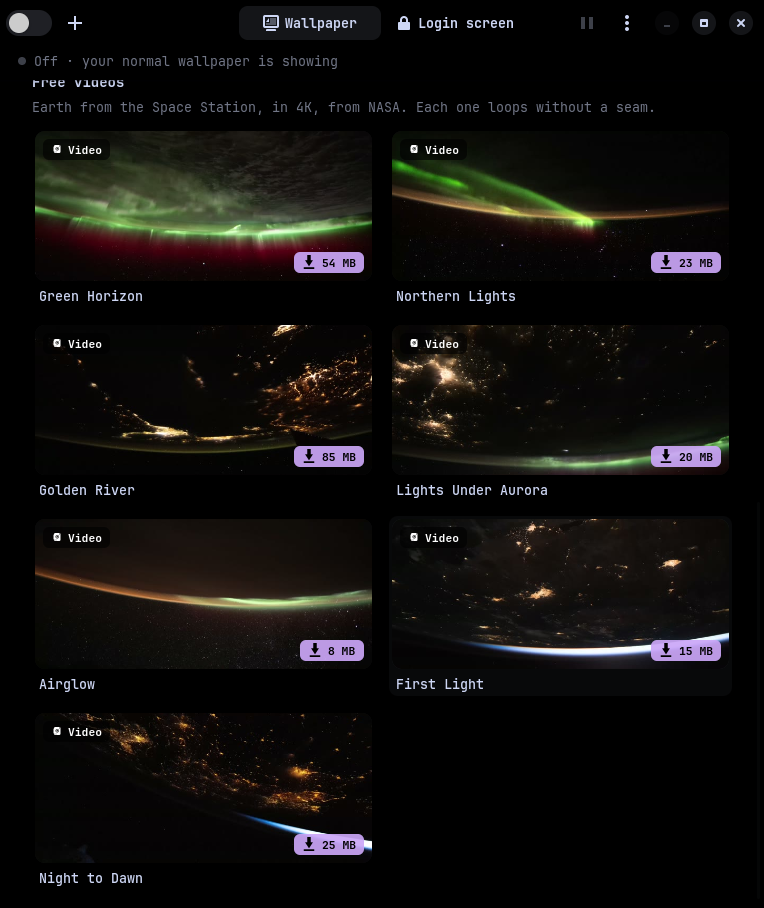 Wallpaper
Login screen
Off · your normal wallpaper is showing
Free Videos
Earth from the Space Station, in 4K, from NASA. Each one loops without a seam.
Video
54 MB
Green Horizon
Video
23 MB
Northern Lights
Video
85 MB
Golden River
Video
20 MB
Lights Under Aurora
Video
8 MB
Airglow
Video
15 MB
First Light
Video
25 MB
Night to Dawn